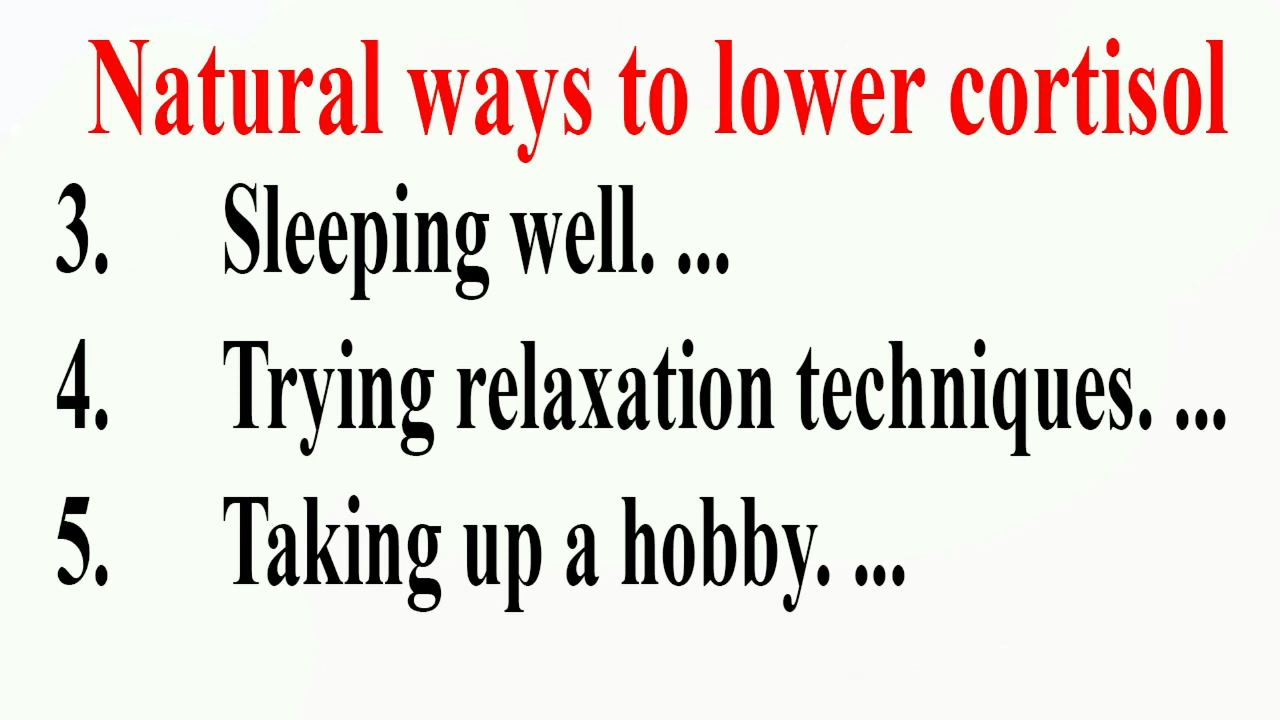 Natural ways to lower cortisol
3. Sleeping well. ...
4. Trying relaxation techniques. ...
5. Taking up a hobby. ...